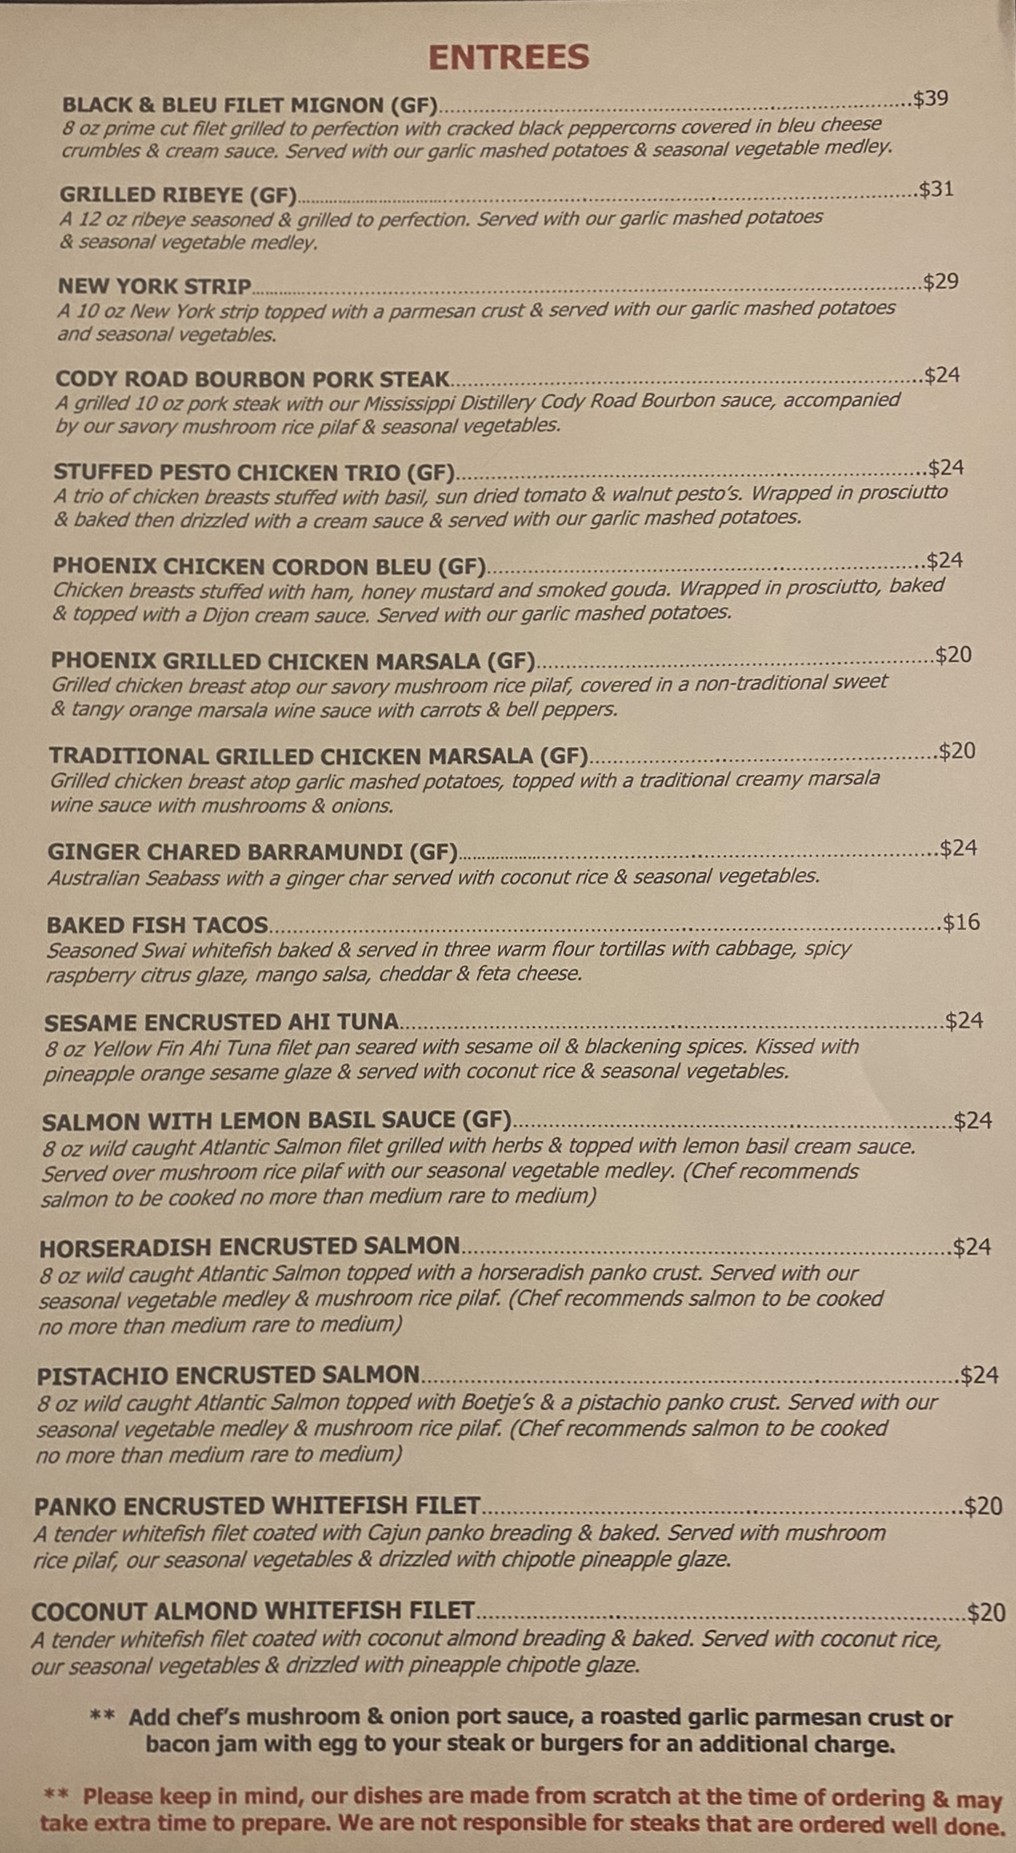 ENTREES
BLACK & BLEU FILET MIGNON (GF)...$39
8 oz prime cut filet grilled to perfection with cracked black peppercorns covered in bleu cheese
crumbles & cream sauce. Served with our garlic mashed potatoes & seasonal vegetable medley.
GRILLED RIBEYE (GF)...$31
A 12 oz ribeye seasoned & grilled to perfection. Served with our garlic mashed potatoes
& seasonal vegetable medley.
NEW YORK STRIP...$29
A 10 oz New York strip topped with a parmesan crust & served with our garlic mashed potatoes
and seasonal vegetables.
CODY ROAD BOURBON PORK STEAK...$24
A grilled 10 oz pork steak with our Mississippi Distillery Cody Road Bourbon sauce, accompanied
by our savory mushroom rice pilaf & seasonal vegetables.
STUFFED PESTO CHICKEN TRIO (GF)...$24
A trio of chicken breasts stuffed with basil, sun dried tomato & walnut pesto's. Wrapped in prosciutto
& baked then drizzled with a cream sauce & served with our garlic mashed potatoes.
PHOENIX CHICKEN CORDON BLEU (GF)...$24
Chicken breasts stuffed with ham, honey mustard and smoked gouda. Wrapped in prosciutto, baked
& topped with a Dijon cream sauce. Served with our garlic mashed potatoes.
PHOENIX GRILLED CHICKEN MARSALA (GF)...$20
Grilled chicken breast atop our savory mushroom rice pilaf, covered in a non-traditional sweet
& tangy orange marsala wine sauce with carrots & bell peppers.
TRADITIONAL GRILLED CHICKEN MARSALA (GF)...$20
Grilled chicken breast atop garlic mashed potatoes, topped with a traditional creamy marsala
wine sauce with mushrooms & onions.
GINGER CHARED BARRAMUNDI (GF)...$24
Australian Seabass with a ginger char served with coconut rice & seasonal vegetables.
BAKED FISH TACOS...$16
Seasoned Swai whitefish baked & served in three warm flour tortillas with cabbage, spicy
raspberry citrus glaze, mango salsa, cheddar & feta cheese.
SESAME ENCRUSTED AHI TUNA...$24
8 oz Yellow Fin Ahi Tuna filet pan seared with sesame oil & blackening spices. Kissed with
pineapple orange sesame glaze & served with coconut rice & seasonal vegetables.
SALMON WITH LEMON BASIL SAUCE (GF)...$24
8 oz wild caught Atlantic Salmon filet grilled with herbs & topped with lemon basil cream sauce.
Served over mushroom rice pilaf with our seasonal vegetable medley. (Chef recommends
salmon to be cooked no more than medium rare to medium)
HORSERADISH ENCRUSTED SALMON...$24
8 oz wild caught Atlantic Salmon topped with a horseradish panko crust. Served with our
seasonal vegetable medley & mushroom rice pilaf. (Chef recommends salmon to be cooked
no more than medium rare to medium)
PISTACHIO ENCRUSTED SALMON...$24
8 oz wild caught Atlantic Salmon topped with Boetje's & a pistachio panko crust. Served with our
seasonal vegetable medley & mushroom rice pilaf. (Chef recommends salmon to be cooked
no more than medium rare to medium)
PANKO ENCRUSTED WHITEFISH FILET...$20
A tender whitefish filet coated with Cajun panko breading & baked. Served with mushroom
rice pilaf, our seasonal vegetables & drizzled with chipotle pineapple glaze.
COCONUT ALMOND WHITEFISH FILET...$20
A tender whitefish filet coated with coconut almond breading & baked. Served with coconut rice,
our seasonal vegetables & drizzled with pineapple chipotle glaze.
** Add chef's mushroom & onion port sauce, a roasted garlic parmesan crust or
bacon jam with egg to your steak or burgers for an additional charge.
** Please keep in mind, our dishes are made from scratch at the time of ordering & may
take extra time to prepare. We are not responsible for steaks that are ordered well done.